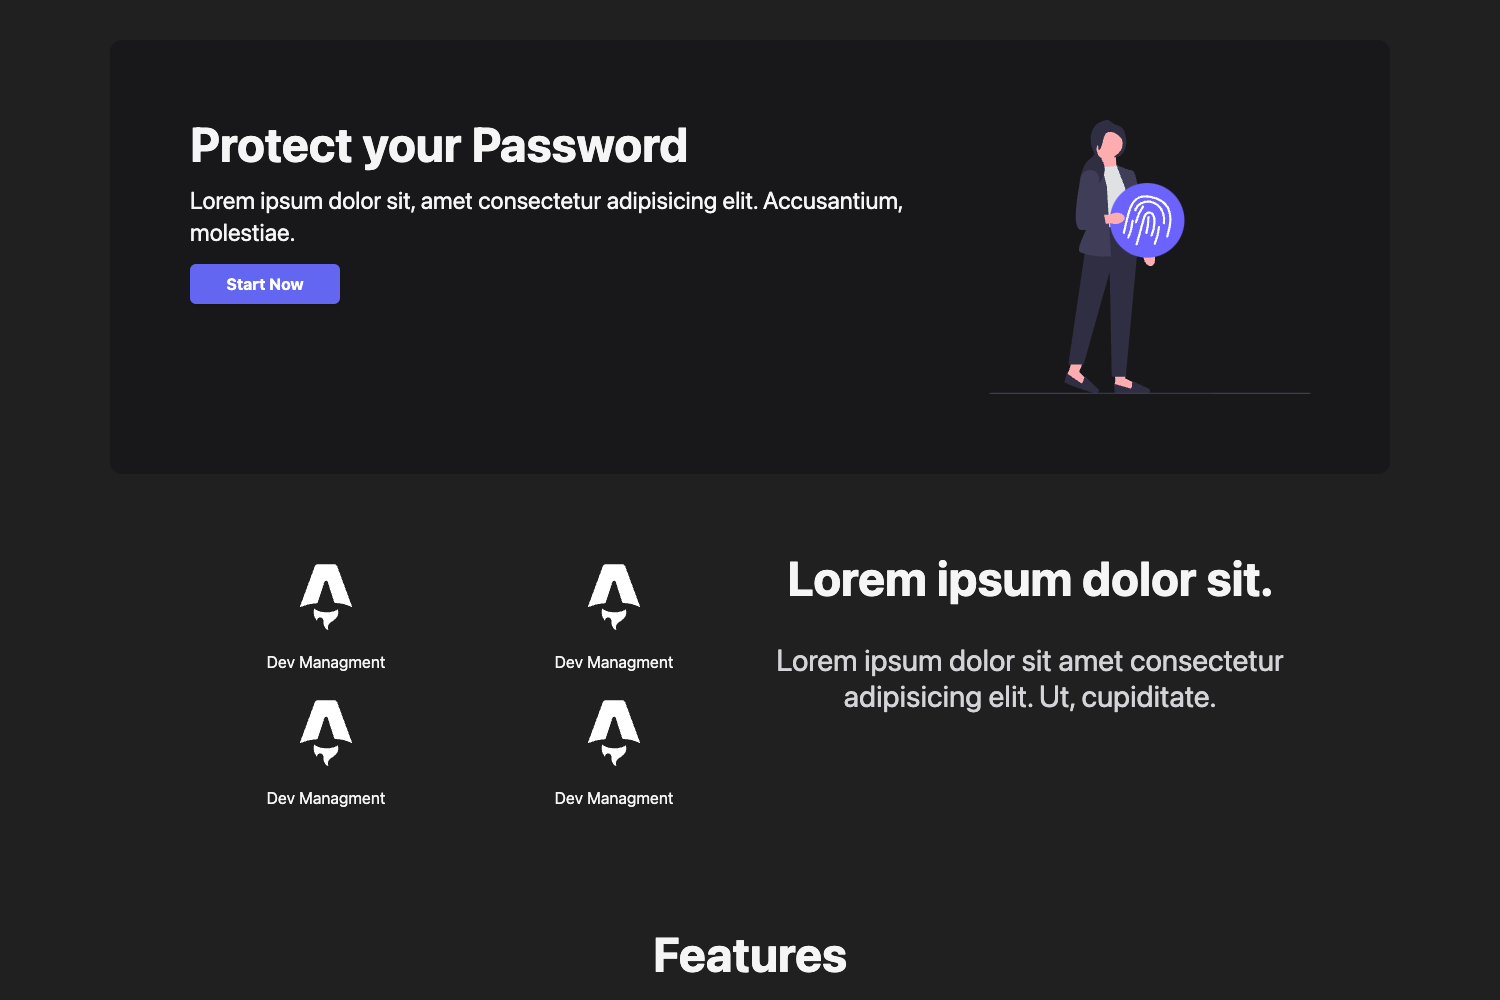 Protect your Password
Lorem ipsum dolor sit, amet consectetur adipisicing elit. Accusantium,
molestiae.
Start Now
Dev Managment
Dev Managment
Dev Managment
Dev Managment
Lorem ipsum dolor sit.
Lorem ipsum dolor sit amet consectetur
adipisicing elit. Ut, cupiditate.
Features